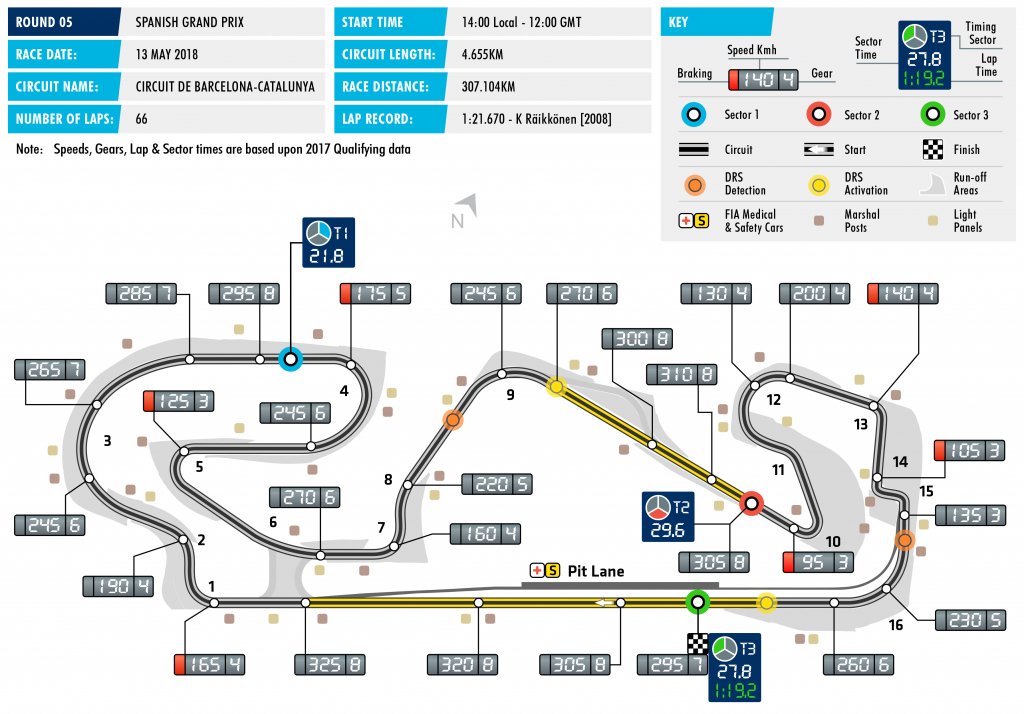 ROUND 05 SPANISH GRAND PRIX
RACE DATE: 13 MAY 2018
CIRCUIT NAME: CIRCUIT DE BARCELONA-CATALUNYA
NUMBER OF LAPS: 66
START TIME 14:00 Local - 12:00 GMT
CIRCUIT LENGTH: 4.655KM
RACE DISTANCE: 307.104KM
LAP RECORD: 1:21.670 - K Räikkönen [2008]
Note: Speeds, Gears, Lap & Sector times are based upon 2017 Qualifying data
KEY
Speed Kmh
Braking 140 4 Gear
Sector Time
T3
27.8
1:19.2
Timing Sector
Lap Time
Sector 1
Sector 2
Sector 3
Circuit
Start
Finish
DRS Detection
DRS Activation
Run-off Areas
S FIA Medical & Safety Cars
Marshal Posts
Light Panels
N
T1
21.8
285 7
295 8
175 5
245 6
270 6
130 4
200 4
140 4
300 8
310 8
265 7
125 3
245 6
4
9
12
13
3
5
11
14
105 3
8
220 5
15
270 6
T2
29.6
135 3
245 6
6
7
160 4
2
10
305 8
95 3
190 4
S Pit Lane
1
16
230 5
165 4
325 8
320 8
305 8
295 7
T3
27.8
1:19.2
260 6